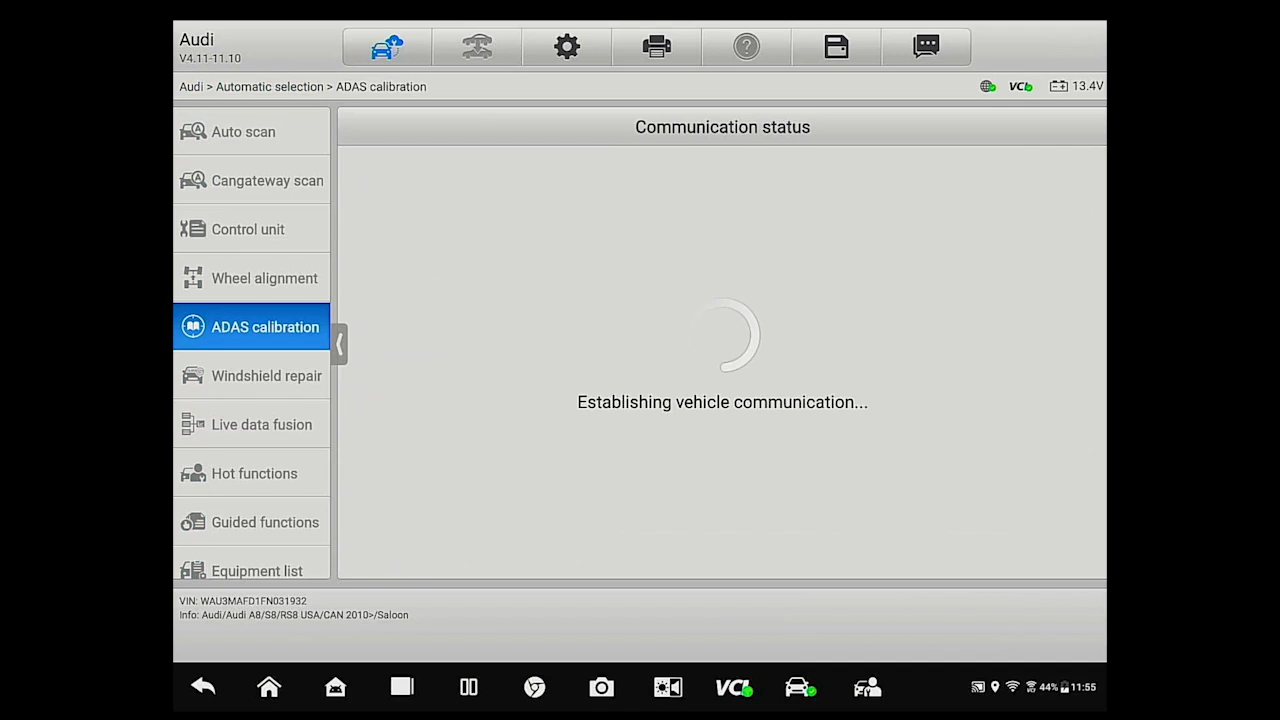 Audi
V4.11-11.10
Audi > Automatic selection > ADAS calibration
VCI
13.4V
Auto scan
Cangateway scan
Control unit
Wheel alignment
ADAS calibration
Windshield repair
Live data fusion
Hot functions
Guided functions
Equipment list
Communication status
Establishing vehicle communication...
VIN: WAU3MAFD1FN031932
Info: Audi/Audi A8/S8/RS8 USA/CAN 2010>/Saloon
VCI
44%
11:55